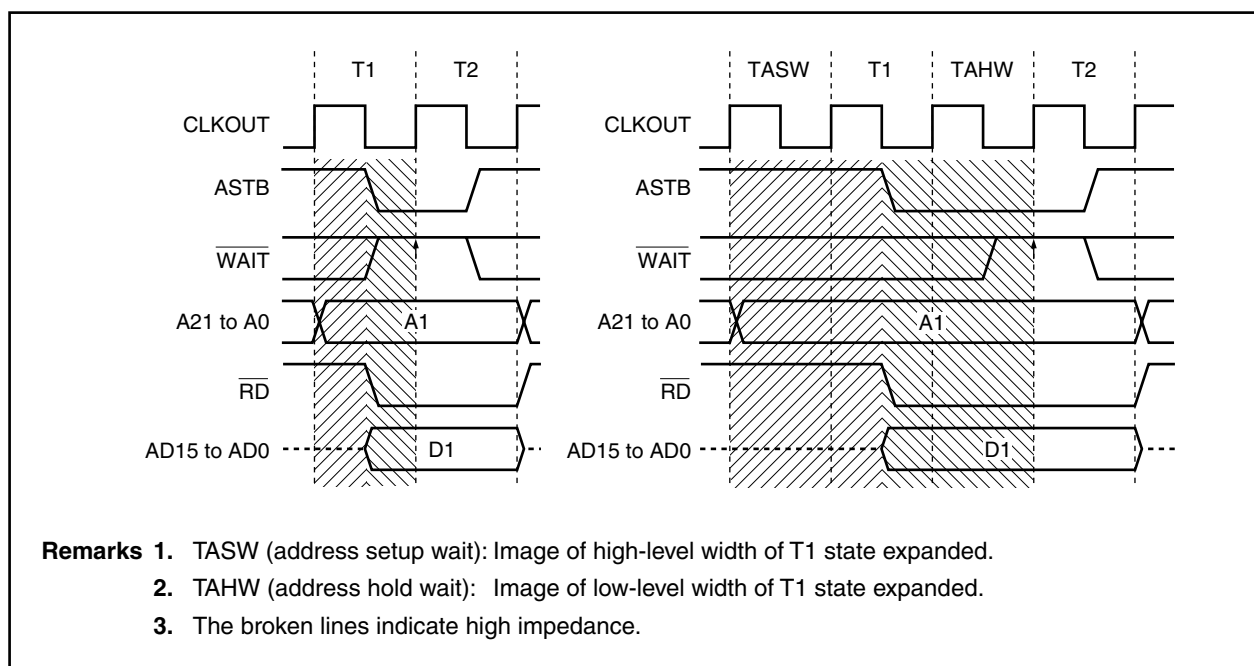 T1 T2
CLKOUT
ASTB
WAIT
A21 to A0 A1
RD
AD15 to AD0 D1
TASW T1 TAHW T2
CLKOUT
ASTB
WAIT
A21 to A0 A1
RD
AD15 to AD0 D1
Remarks 1. TASW (address setup wait): Image of high-level width of T1 state expanded.
2. TAHW (address hold wait): Image of low-level width of T1 state expanded.
3. The broken lines indicate high impedance.